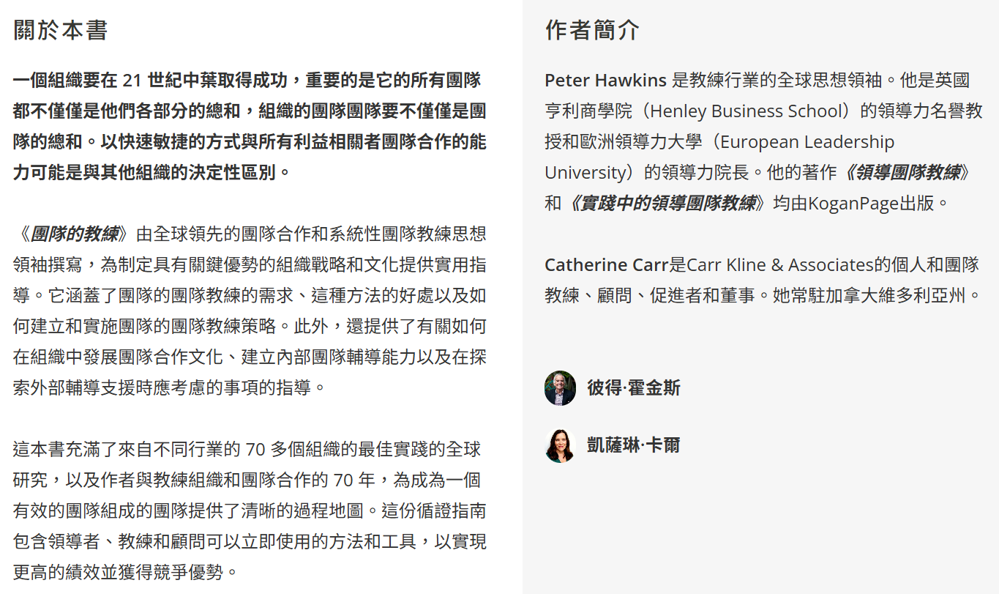 關於本書
一個組織要在 21 世紀中葉取得成功，重要的是它的所有團隊
都不僅僅是他們各部分的總和，組織的團隊團隊要不僅僅是團
隊的總和。以快速敏捷的方式與所有利益相關者團隊合作的能
力可能是與其他組織的決定性區別。
《團隊的教練》由全球領先的團隊合作和系統性團隊教練思想
領袖撰寫，為制定具有關鍵優勢的組織戰略和文化提供實用指
導。它涵蓋了團隊的團隊教練的需求、這種方法的好處以及如
何建立和實施團隊的團隊教練策略。此外，還提供了有關如何
在組織中發展團隊合作文化、建立內部團隊輔導能力以及在探
索外部輔導支援時應考慮的事項的指導。
這本書充滿了來自不同行業的 70 多個組織的最佳實踐的全球
研究，以及作者與教練組織和團隊合作的 70 年，為成為一個
有效的團隊組成的團隊提供了清晰的過程地圖。這份循證指南
包含領導者、教練和顧問可以立即使用的方法和工具，以實現
更高的績效並獲得競爭優勢。
作者簡介
Peter Hawkins 是教練行業的全球思想領袖。他是英國
亨利商學院（Henley Business School）的領導力名譽教
授和歐洲領導力大學（European Leadership
University）的領導力院長。他的著作《領導團隊教練》
和《實踐中的領導團隊教練》均由KoganPage出版。
Catherine Carr是Carr Kline & Associates的個人和團隊
教練、顧問、促進者和董事。她常駐加拿大維多利亞州。
彼得·霍金斯
凱薩琳·卡爾